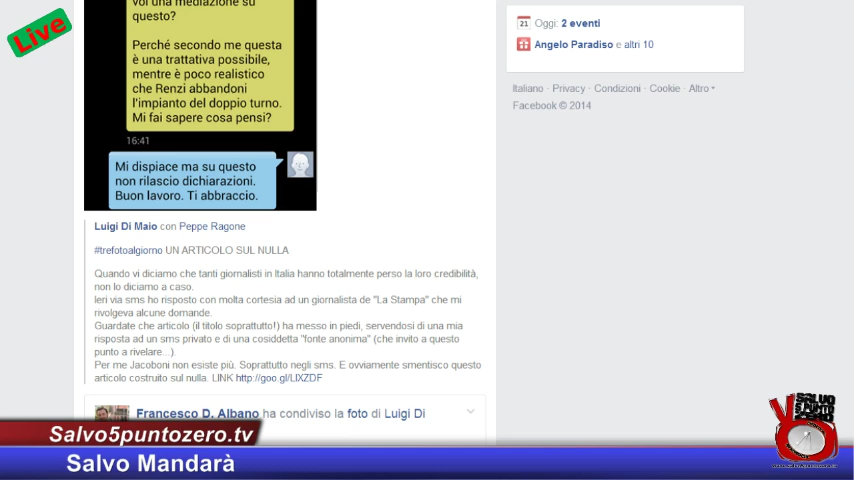 Live
voi una mediazione su
questo?
Perché secondo me questa
è una trattativa possibile,
mentre è poco realistico
che Renzi abbandoni
l'impianto del doppio turno.
Mi fai sapere cosa pensi?
16:41
Mi dispiace ma su questo
non rilascio dichiarazioni.
Buon lavoro. Ti abbraccio.
Luigi Di Maio con Peppe Ragone
#trefotoalgiorno UN ARTICOLO SUL NULLA
Quando vi diciamo che tanti giornalisti in Italia hanno totalmente perso la loro credibilità,
non lo diciamo a caso.
Ieri via sms ho risposto con molta cortesia ad un giornalista de "La Stampa" che mi
rivolgeva alcune domande.
Guardate che articolo (il titolo soprattutto!) ha messo in piedi, servendosi di una mia
risposta ad un sms privato e di una cosiddetta "fonte anonima" (che invito a questo
punto a rivelare...).
Per me Jacoboni non esiste più. Soprattutto negli sms. E ovviamente smentisco questo
articolo costruito sul nulla. LINK http://goo.gl/LIXZDF
Francesco D. Albano ha condiviso la foto di Luigi Di
21 Oggi: 2 eventi
Angelo Paradiso e altri 10
Italiano · Privacy · Condizioni · Cookie · Altro
Facebook © 2014
Salvo5puntozero.tv
Salvo Mandarà
SALVO
5 PUNTO
ZERO